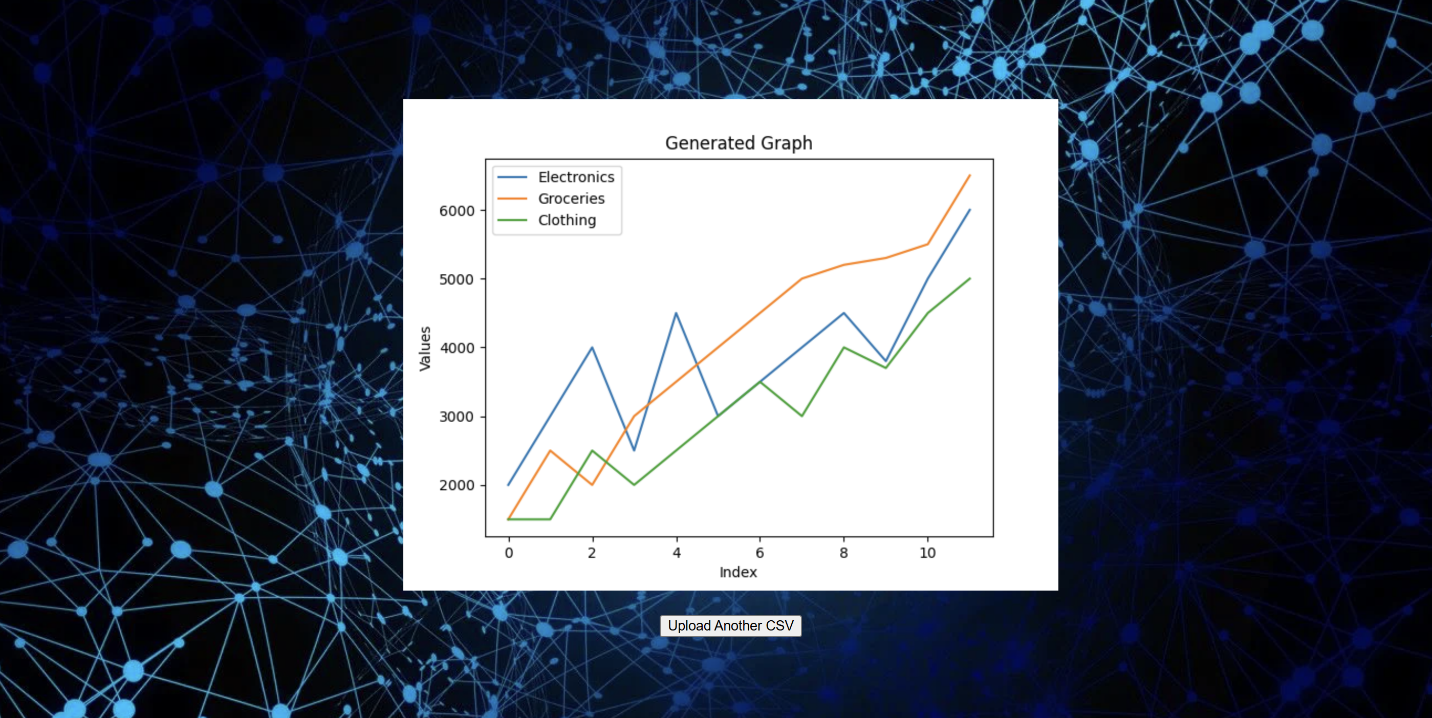 Generated Graph
Electronics
Groceries
Clothing
6000
5000
4000
3000
2000
Values
0 2 4 6 8 10
Index
Upload Another CSV